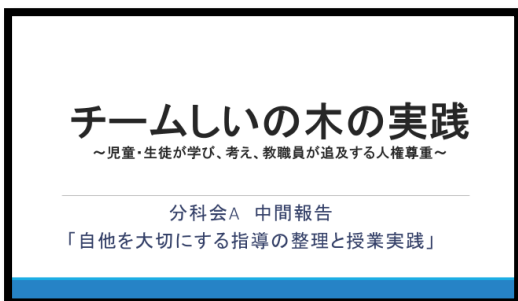 チームしいの木の実践
～児童・生徒が学び、考え、教職員が追及する人権尊重～
分科会A 中間報告
「自他を大切にする指導の整理と授業実践」